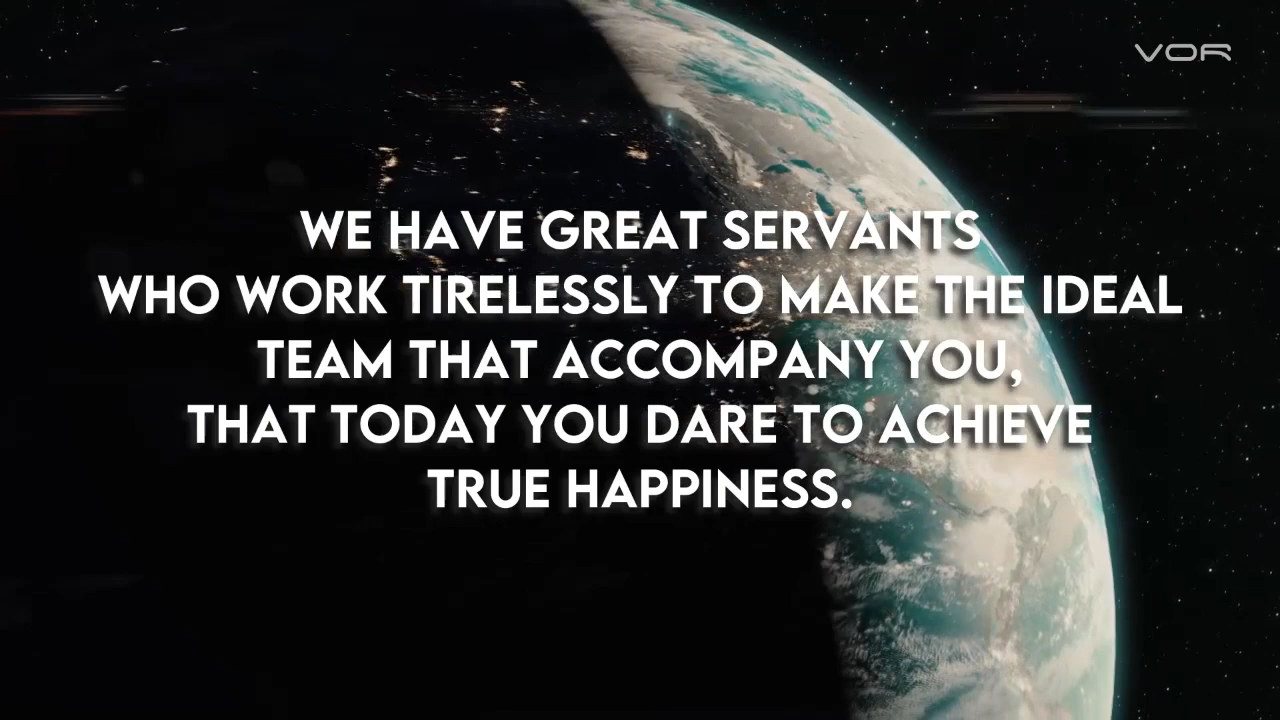 VOR
WE HAVE GREAT SERVANTS
WHO WORK TIRELESSLY TO MAKE THE IDEAL
TEAM THAT ACCOMPANY YOU,
THAT TODAY YOU DARE TO ACHIEVE
TRUE HAPPINESS.